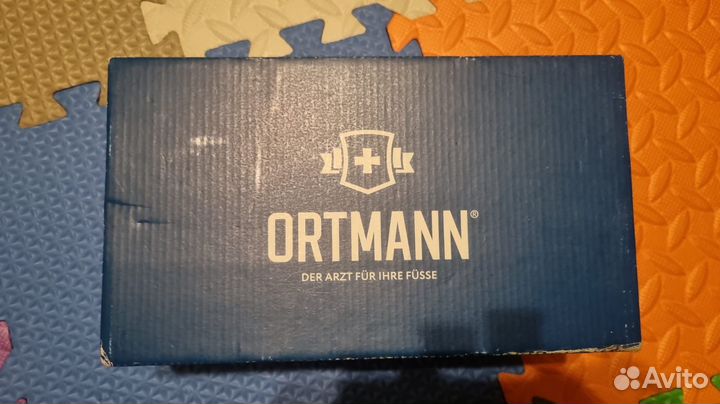 ORTMANN®
DER ARZT FÜR IHRE FÜSSE
Avito